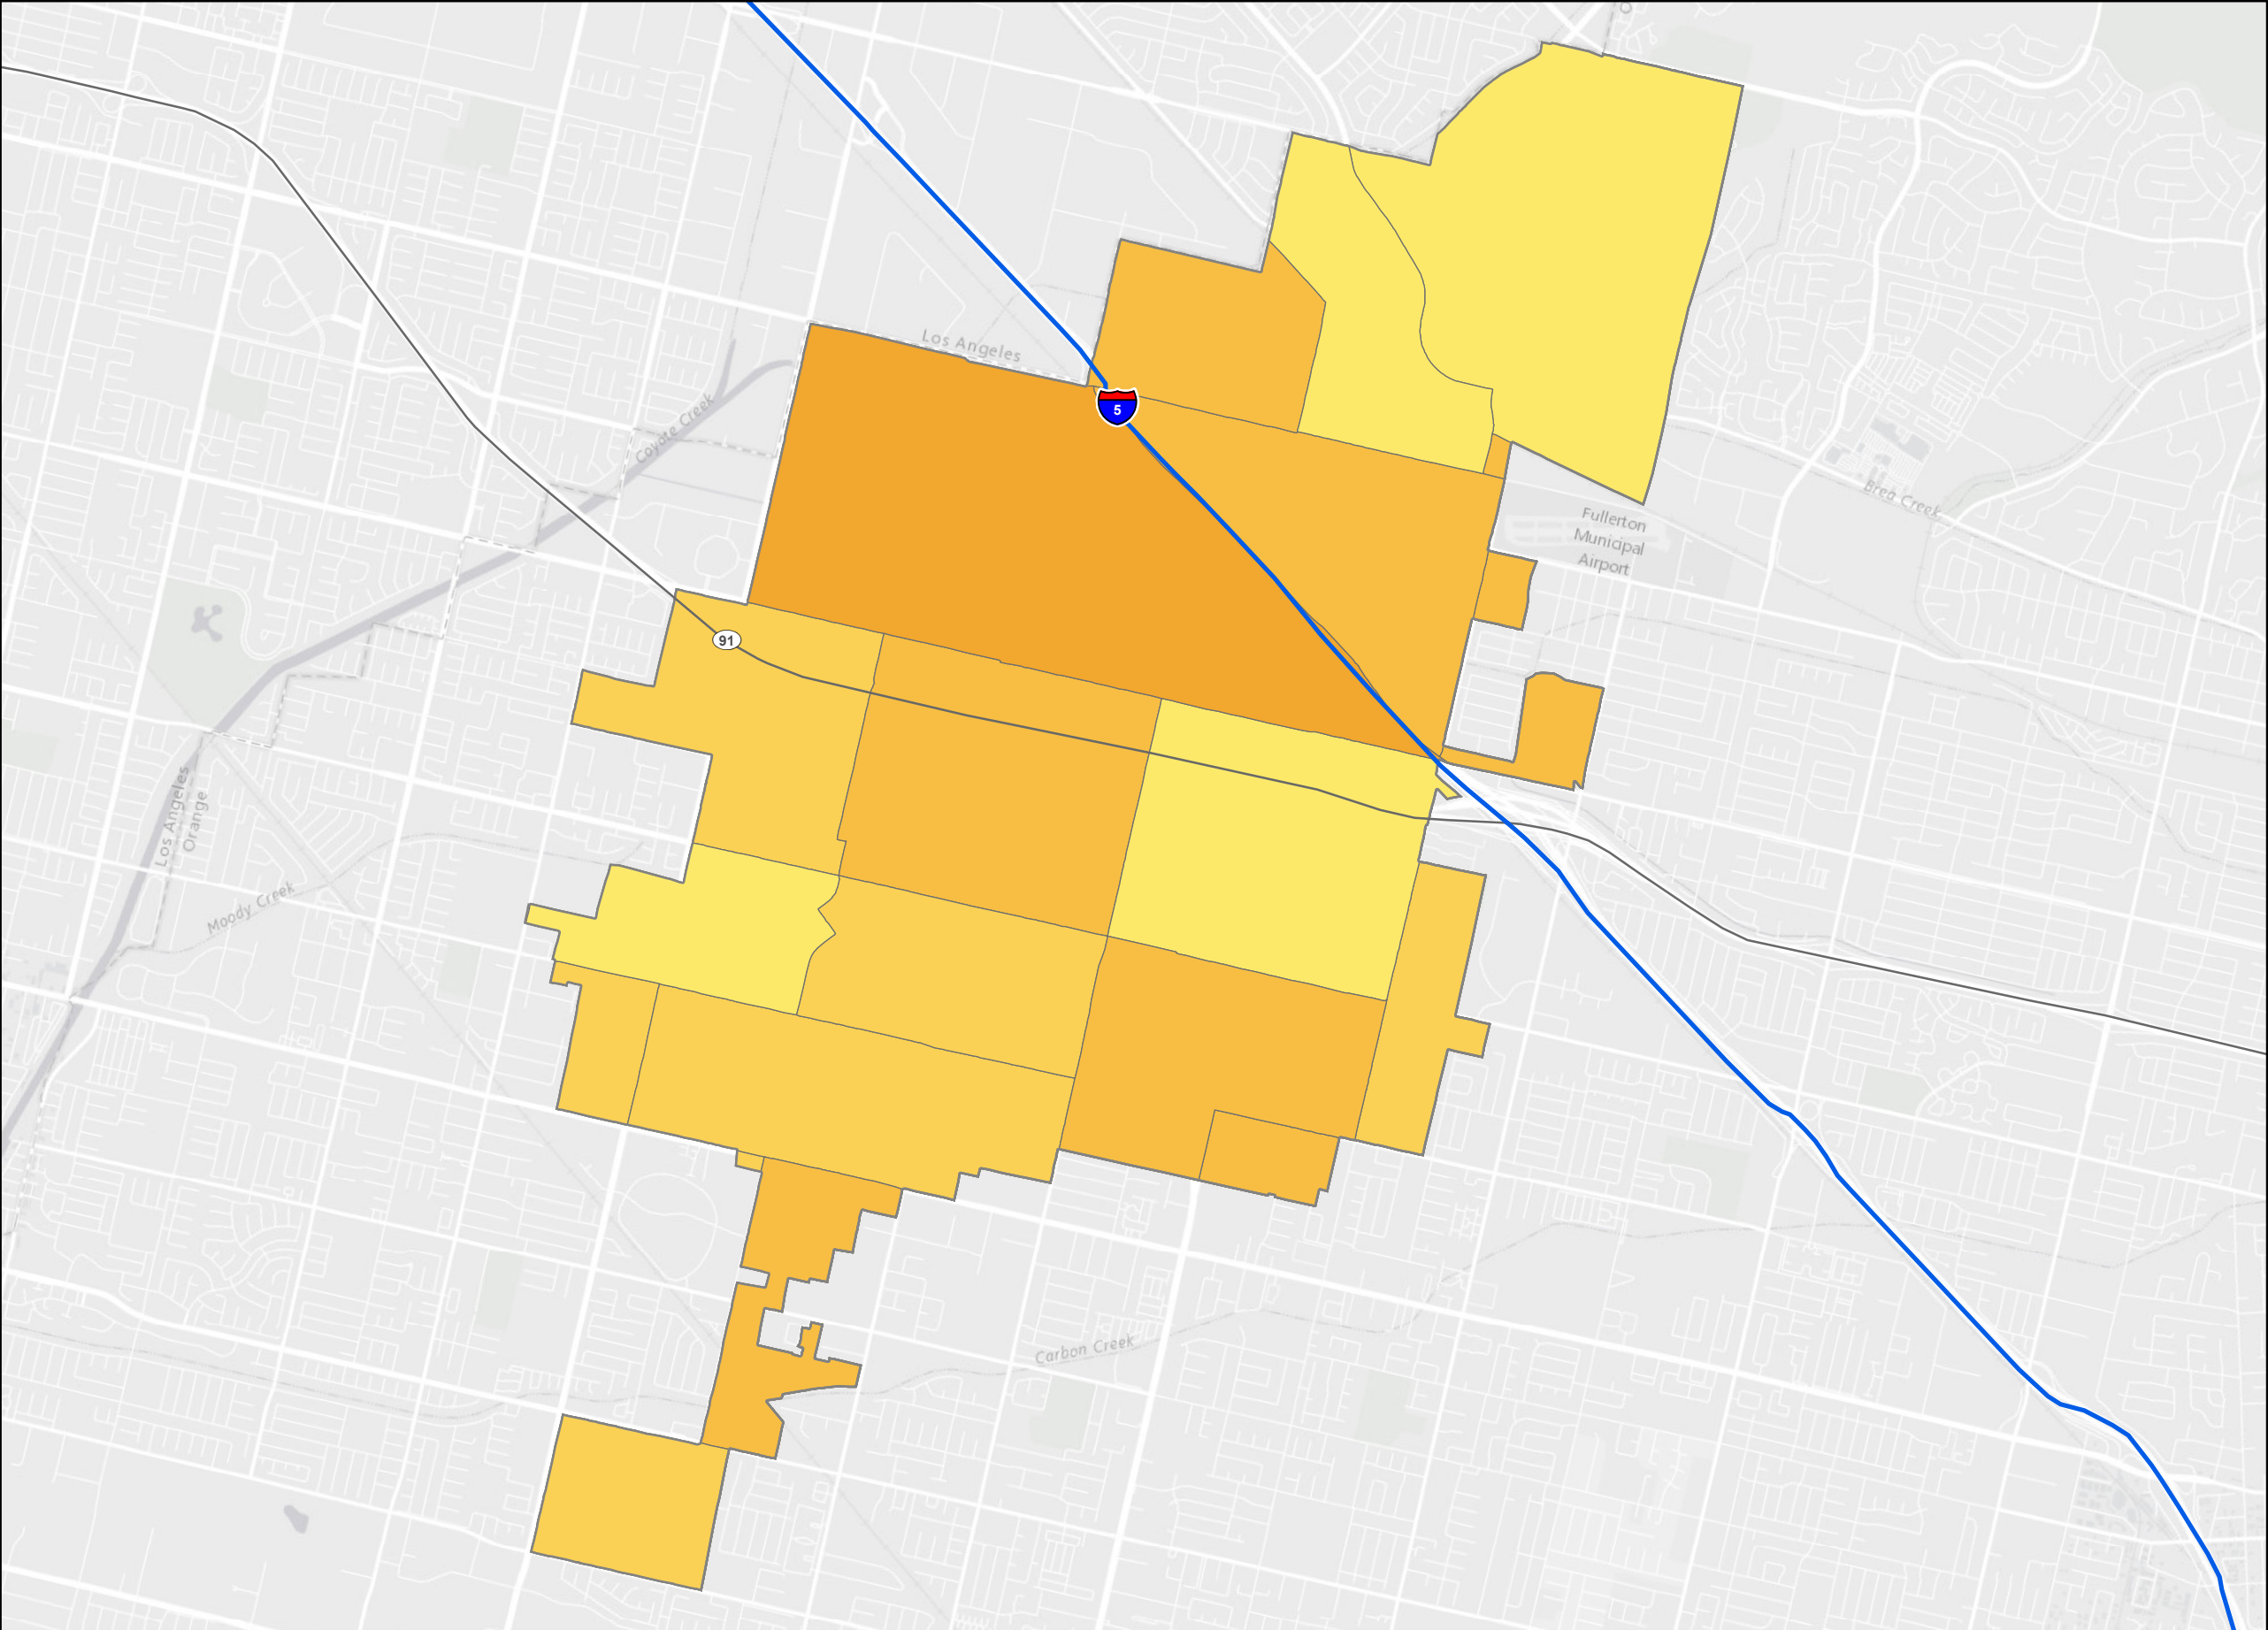 Los Angeles
5
Coyote Creek
Brea Creek
Fullerton
Municipal
Airport
91
Los Angeles
Orange
Moody Creek
Carbon Creek